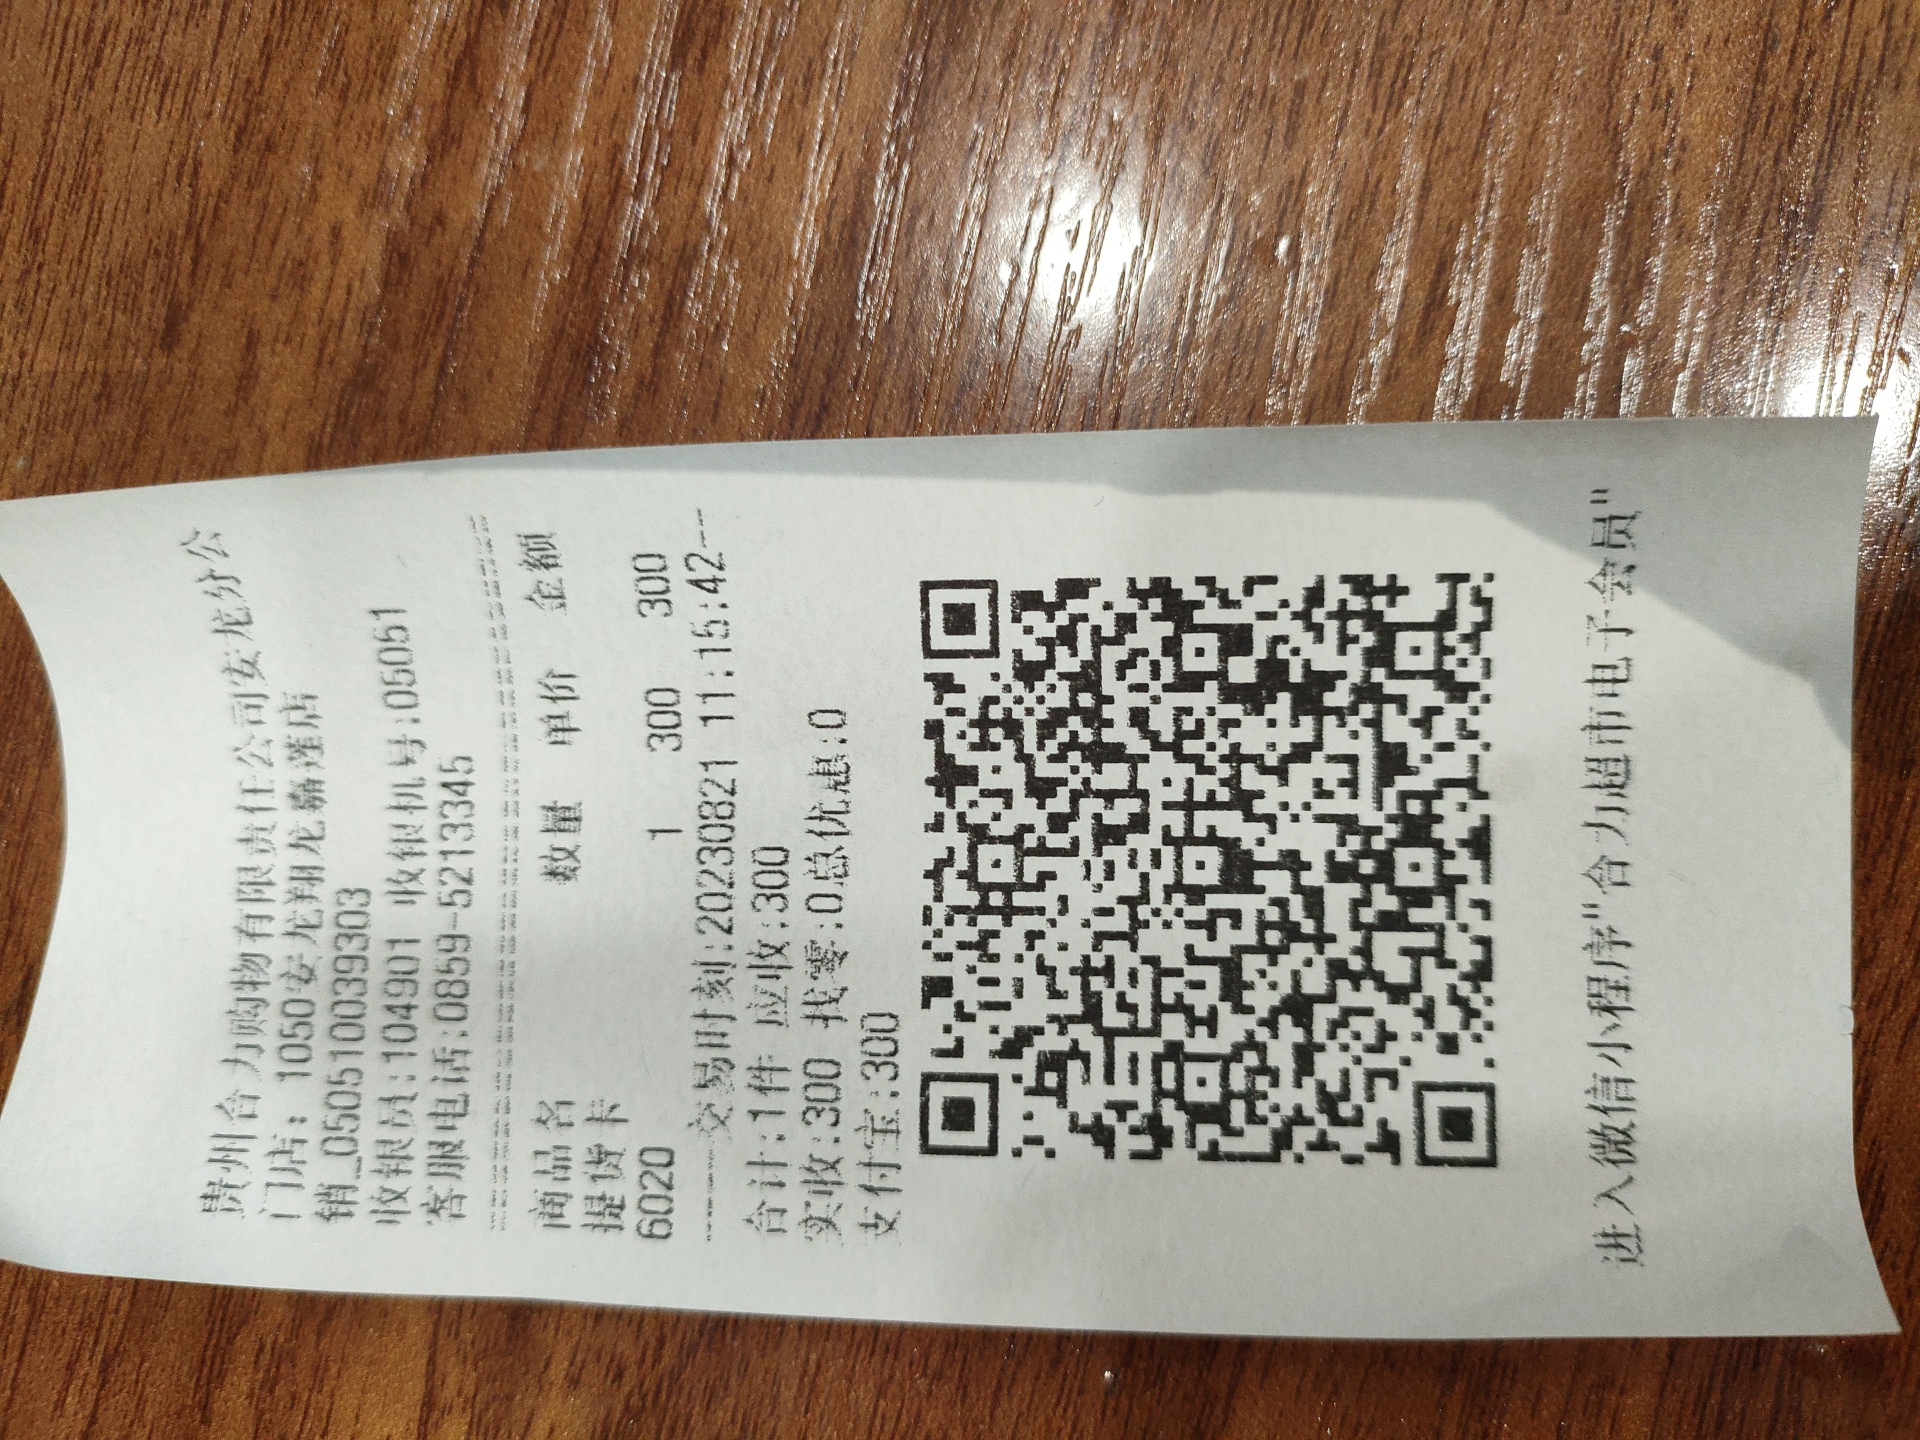 贵州合力购物有限责任公司安龙分公
门店: 1050安龙翔龙嘉莲店
销_050510039303
收银员:104901 收银机号:05051
客服电话:0859-5213345
商品名 数量 单价 金额
提货卡
6020 1 300 300
----交易时刻:20230821 11:15:42--
合计:1件 应收:300
实收:300 找零:0总优惠:0
支付宝:300
进入微信小程序"合力超市电子会员"